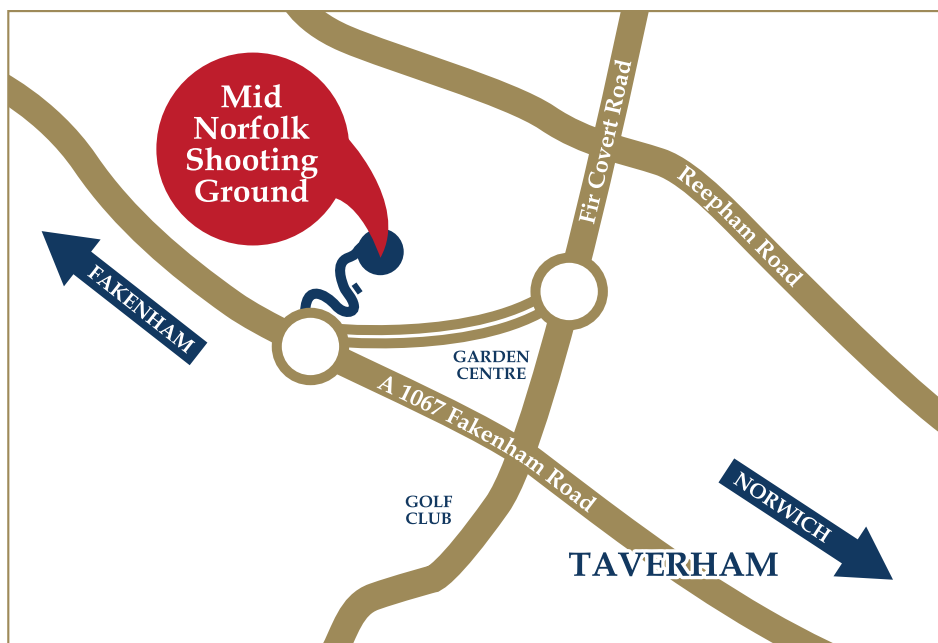 Mid
Norfolk
Shooting
Ground
Fir Covert Road
Reepham Road
FAKENHAM
GARDEN
CENTRE
A 1067 Fakenham Road
GOLF
CLUB
NORWICH
TAVERHAM